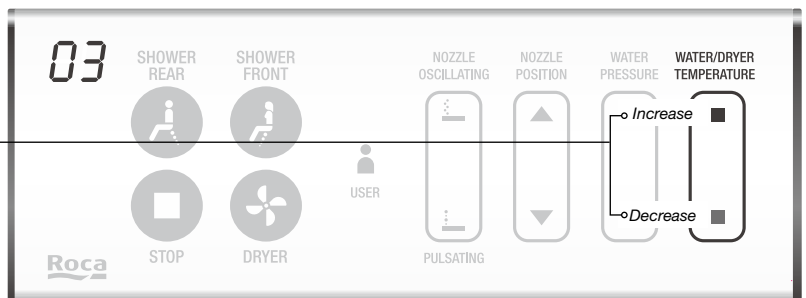 03
SHOWER
REAR
SHOWER
FRONT
NOZZLE
OSCILLATING
NOZZLE
POSITION
WATER
PRESSURE
WATER/DRYER
TEMPERATURE
Increase
USER
Decrease
STOP
DRYER
PULSATING
Roca